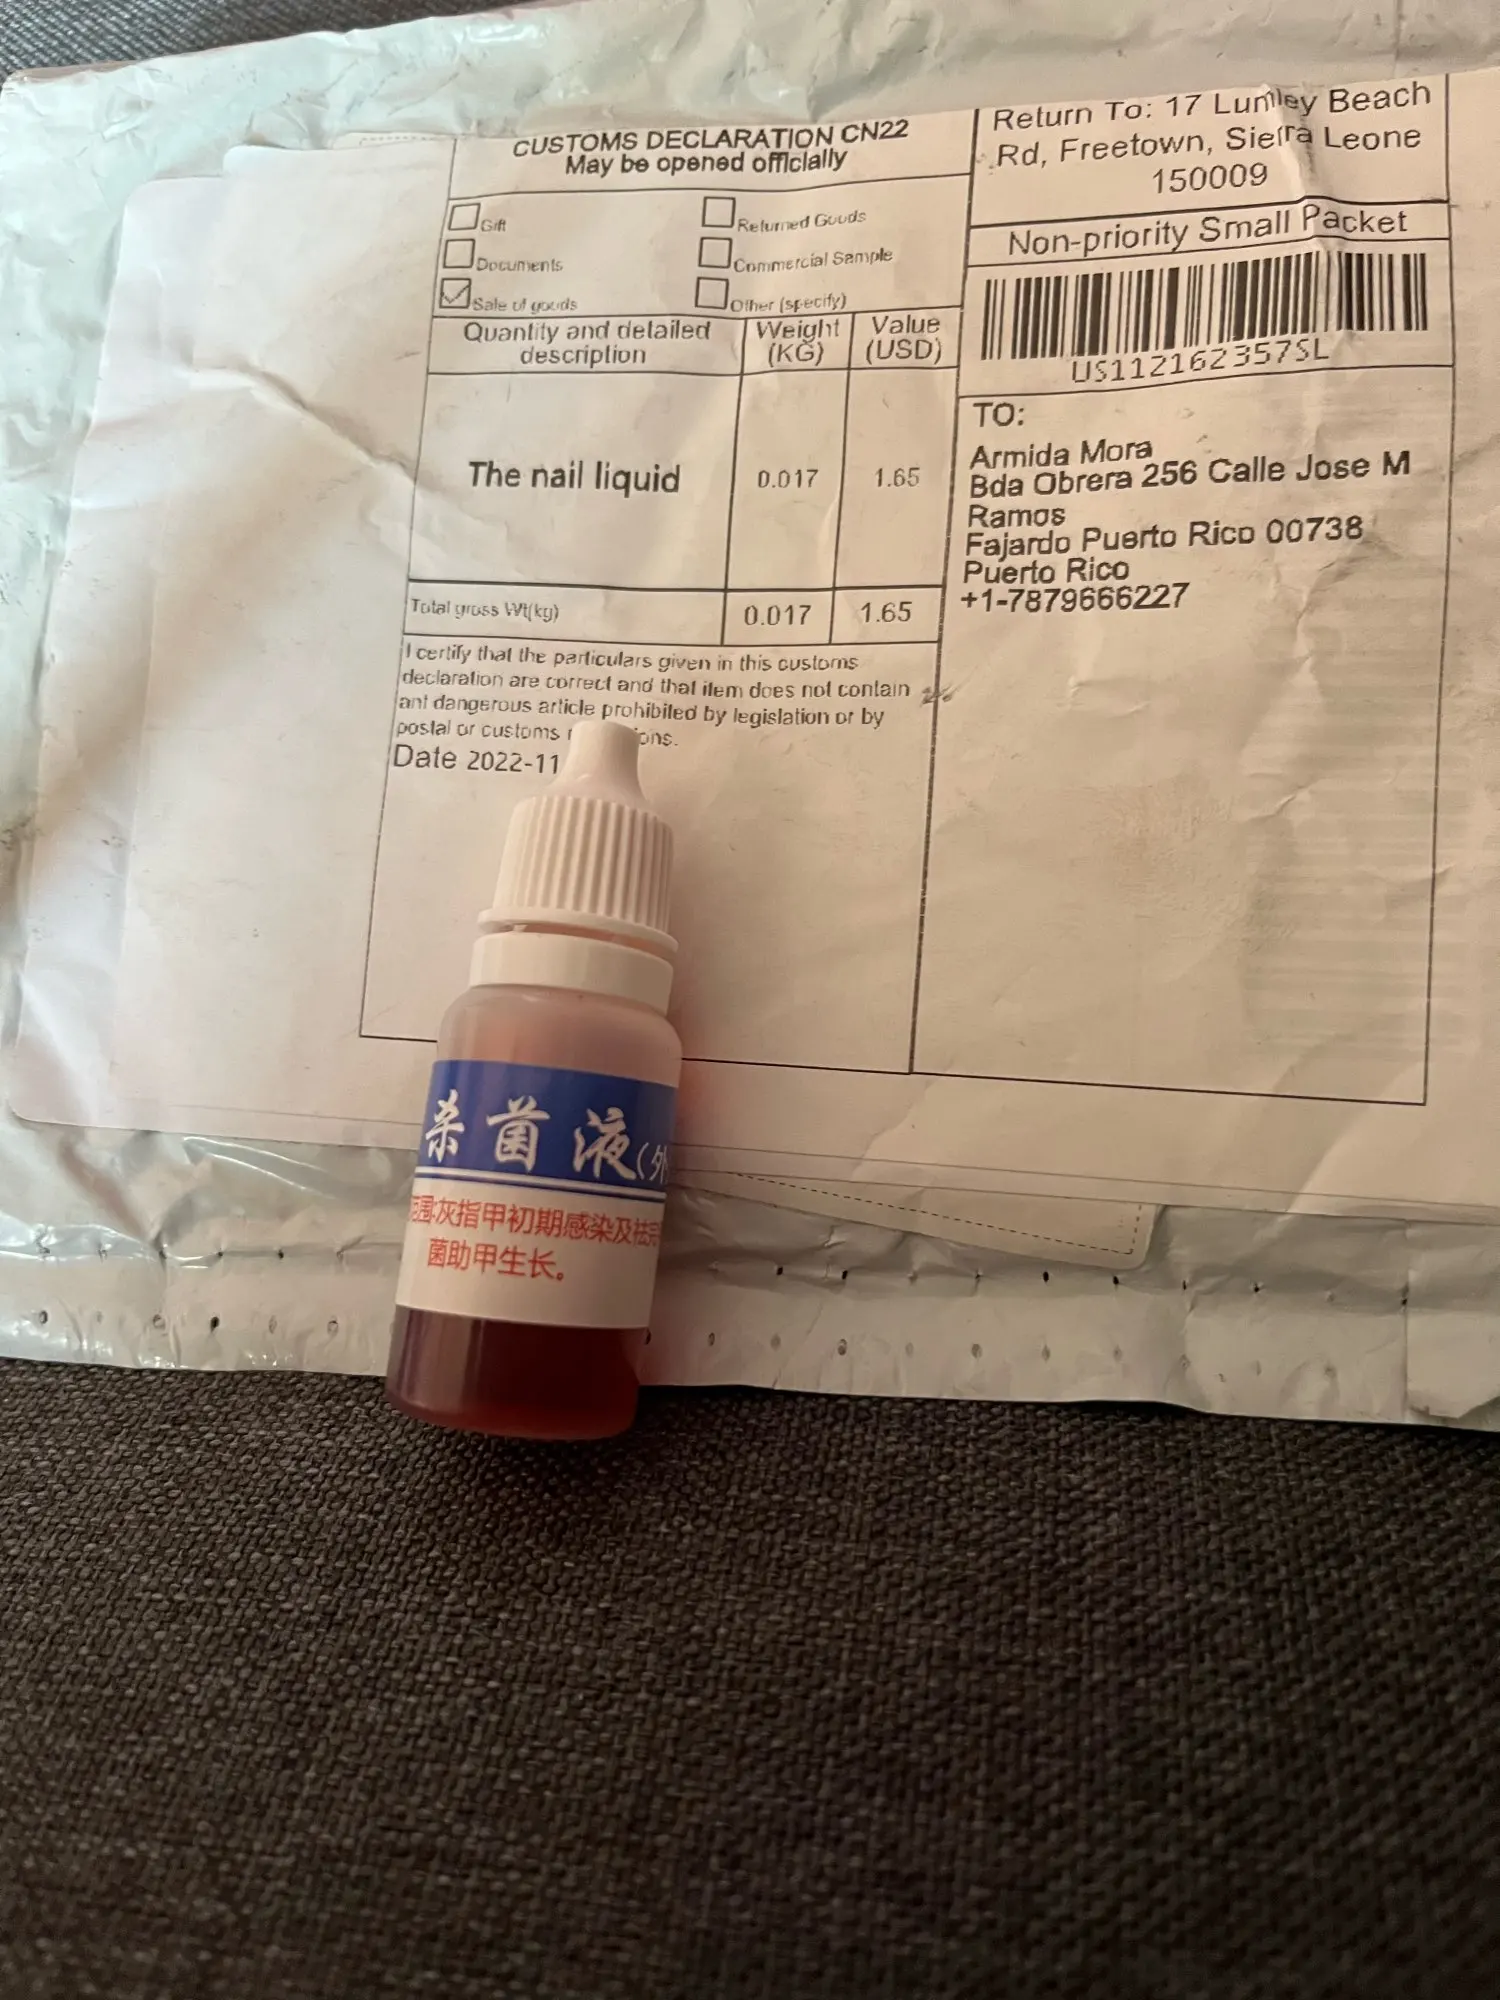 CUSTOMS DECLARATION CN22
May be opened officially
Gift
Returned Goods
Documents
Commercial Sample
Sale of goods
Other (specify)
Quantity and detailed description
Weight (KG)
Value (USD)
The nail liquid
0.017
1.65
Total gross Wt(kg)
0.017
1.65
I certify that the particulars given in this customs
declaration are correct and that item does not contain
ant dangerous article prohibited by legislation or by
postal or customs
Date 2022-11
Return To: 17 Lumley Beach
Rd, Freetown, Sierra Leone
150009
Non-priority Small Packet
US112162357SL
TO:
Armida Mora
Bda Obrera 256 Calle Jose M
Ramos
Fajardo Puerto Rico 00738
Puerto Rico
+1-7879666227
杀菌液(外
范围:灰指甲初期感染及祛
菌助甲生长。